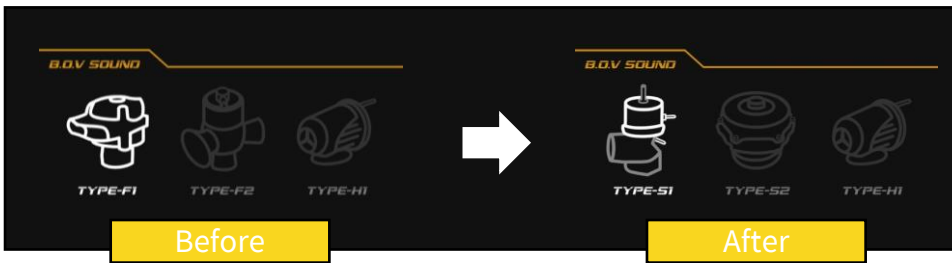 B.O.V SOUND
TYPE-F1 TYPE-F2 TYPE-H1
Before
B.O.V SOUND
TYPE-S1 TYPE-S2 TYPE-H1
After